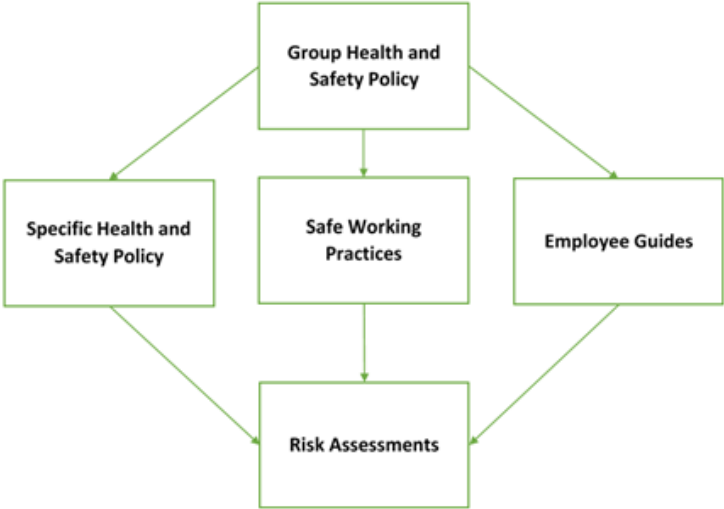 Group Health and
Safety Policy
Specific Health and
Safety Policy
Safe Working
Practices
Employee Guides
Risk Assessments